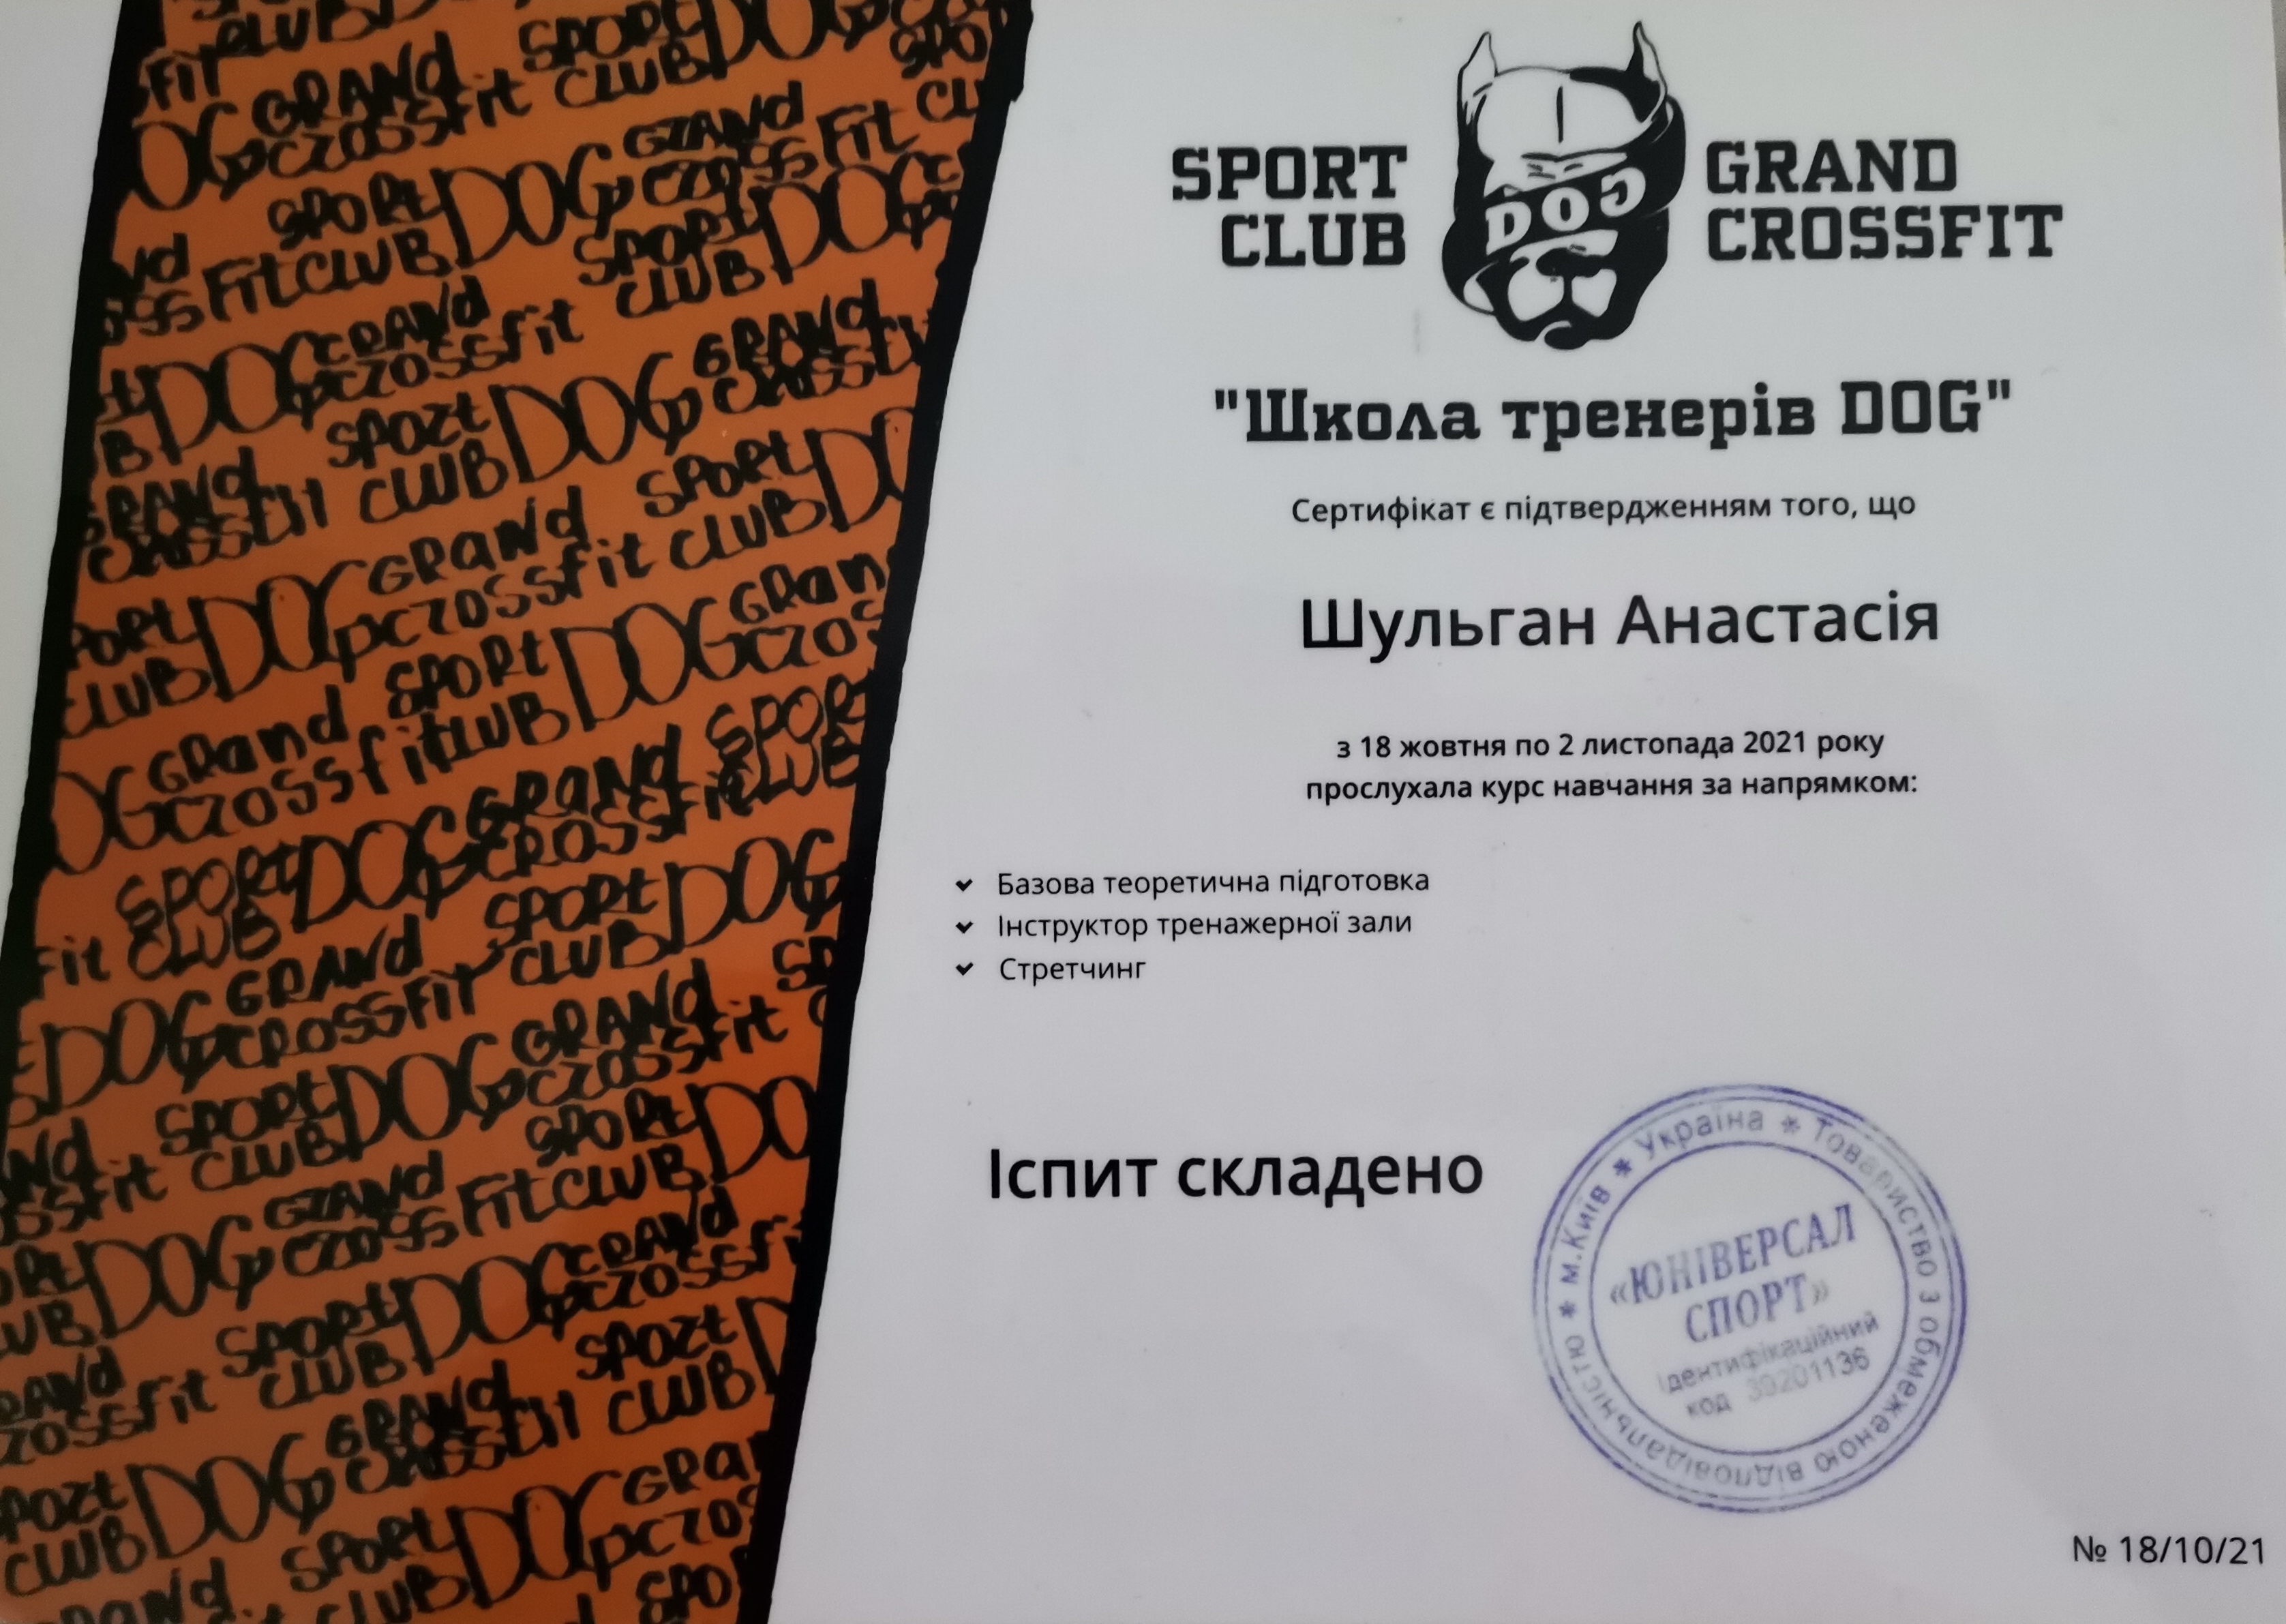 SPORT CLUB
DOG
GRAND CROSSFIT
"Школа тренерів DOG"
Сертифікат є підтвердженням того, що
Шульган Анастасія
з 18 жовтня по 2 листопада 2021 року
прослухала курс навчання за напрямком:
Базова теоретична підготовка
Інструктор тренажерної зали
Стретчинг
Іспит складено
* м.Київ * Україна * Товариство з обмеженою відповідальністю
«ЮНІВЕРСАЛ
СПОРТ»
Ідентифікаційний
код 39201136
№ 18/10/21